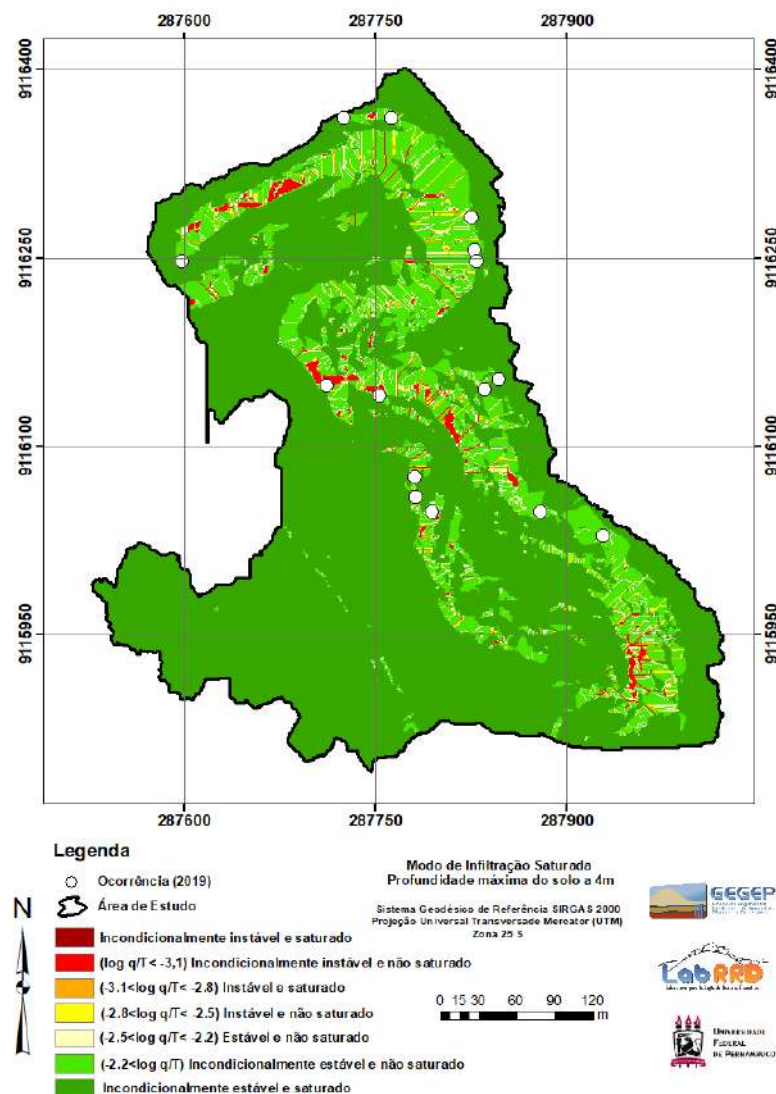 287600 287750 287900
9116400 9116400
9116250 9116250
9116100 9116100
9115950 9115950
287600 287750 287900
Legenda
Ocorrência (2019)
Área de Estudo
N
Incondicionalmente instável e saturado
(log q/T< -3,1) Incondicionalmente instável e não saturado
(-3.1<log q/T< -2.8) Instável e saturado
(-2.8<log q/T< -2.5) Instável e não saturado
(-2.5<log q/T< -2.2) Estável e não saturado
(-2.2<log q/T) Incondicionalmente estável e não saturado
Incondicionalmente estável e saturado
Modo de Infiltração Saturada
Profundidade máxima do solo a 4m
Sistema Geodésico de Referência SIRGAS 2000
Projeção Universal Transversade Mercator (UTM)
Zona 25 S
0 15 30 60 90 120
m
GEGEP
LabRRD
UNIVERSIDADE
FEDERAL
DE PERNAMBUCO